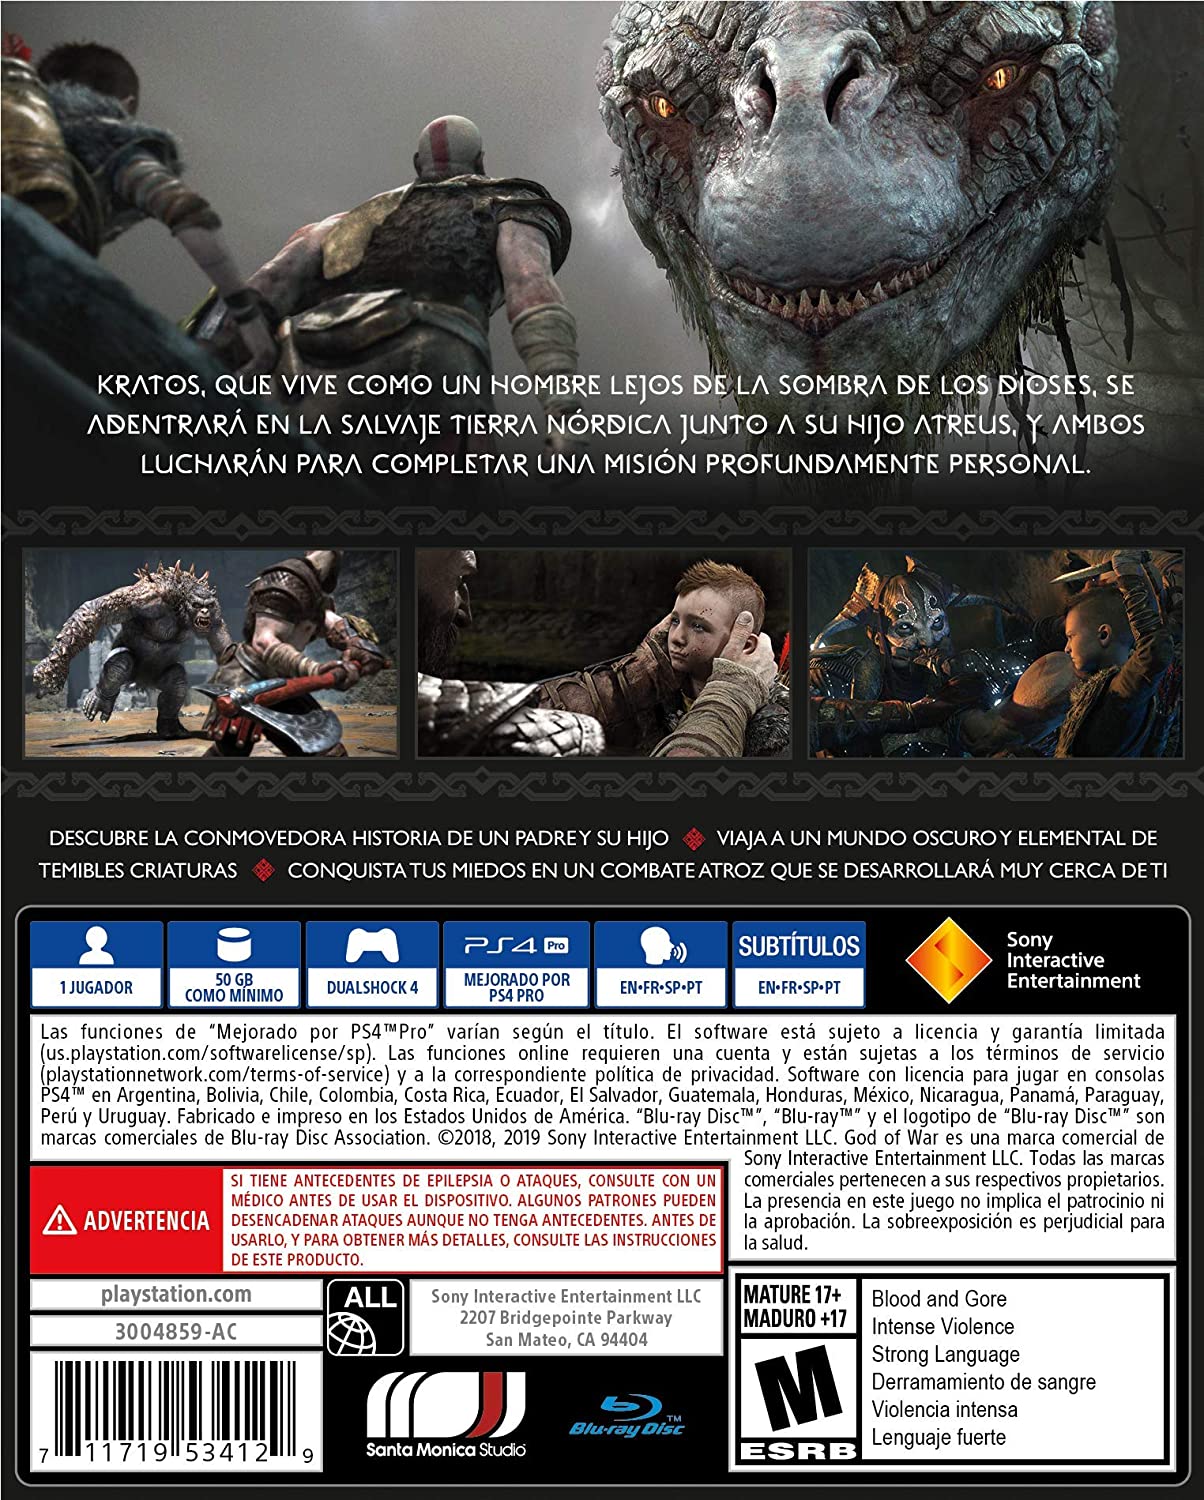 KRATOS, QUE VIVE COMO UN HOMBRE LEJOS DE LA SOMBRA DE LOS DIOSES, SE
ADENTRARÁ EN LA SALVAJE TIERRA NÓRDICA JUNTO A SU HIJO ATREUS, Y AMBOS
LUCHARÁN PARA COMPLETAR UNA MISIÓN PROFUNDAMENTE PERSONAL.
DESCUBRE LA CONMOVEDORA HISTORIA DE UN PADRE Y SU HIJO VIAJA A UN MUNDO OSCURO Y ELEMENTAL DE
TEMIBLES CRIATURAS CONQUISTA TUS MIEDOS EN UN COMBATE ATROZ QUE SE DESARROLLARÁ MUY CERCA DE TI
1 JUGADOR
50 GB
COMO MÍNIMO
DUALSHOCK 4
PS4 Pro
MEJORADO POR
PS4 PRO
EN•FR•SP•PT
SUBTÍTULOS
EN•FR•SP•PT
Sony
Interactive
Entertainment
Las funciones de “Mejorado por PS4™Pro” varían según el título. El software está sujeto a licencia y garantía limitada
(us.playstation.com/softwarelicense/sp). Las funciones online requieren una cuenta y están sujetas a los términos de servicio
(playstationnetwork.com/terms-of-service) y a la correspondiente política de privacidad. Software con licencia para jugar en consolas
PS4™ en Argentina, Bolivia, Chile, Colombia, Costa Rica, Ecuador, El Salvador, Guatemala, Honduras, México, Nicaragua, Panamá, Paraguay,
Perú y Uruguay. Fabricado e impreso en los Estados Unidos de América. “Blu-ray Disc™”, “Blu-ray™” y el logotipo de “Blu-ray Disc™” son
marcas comerciales de Blu-ray Disc Association. ©2018, 2019 Sony Interactive Entertainment LLC. God of War es una marca comercial de
Sony Interactive Entertainment LLC. Todas las marcas
comerciales pertenecen a sus respectivos propietarios.
La presencia en este juego no implica el patrocinio ni
la aprobación. La sobreexposición es perjudicial para
la salud.
ADVERTENCIA
SI TIENE ANTECEDENTES DE EPILEPSIA O ATAQUES, CONSULTE CON UN
MÉDICO ANTES DE USAR EL DISPOSITIVO. ALGUNOS PATRONES PUEDEN
DESENCADENAR ATAQUES AUNQUE NO TENGA ANTECEDENTES. ANTES DE
USARLO, Y PARA OBTENER MÁS DETALLES, CONSULTE LAS INSTRUCCIONES
DE ESTE PRODUCTO.
playstation.com
3004859-AC
ALL
Sony Interactive Entertainment LLC
2207 Bridgepointe Parkway
San Mateo, CA 94404
7 11719 53412 9
Santa Monica Studio
Blu-ray Disc™
MATURE 17+
MADURO +17
M
ESRB
Blood and Gore
Intense Violence
Strong Language
Derramamiento de sangre
Violencia intensa
Lenguaje fuerte